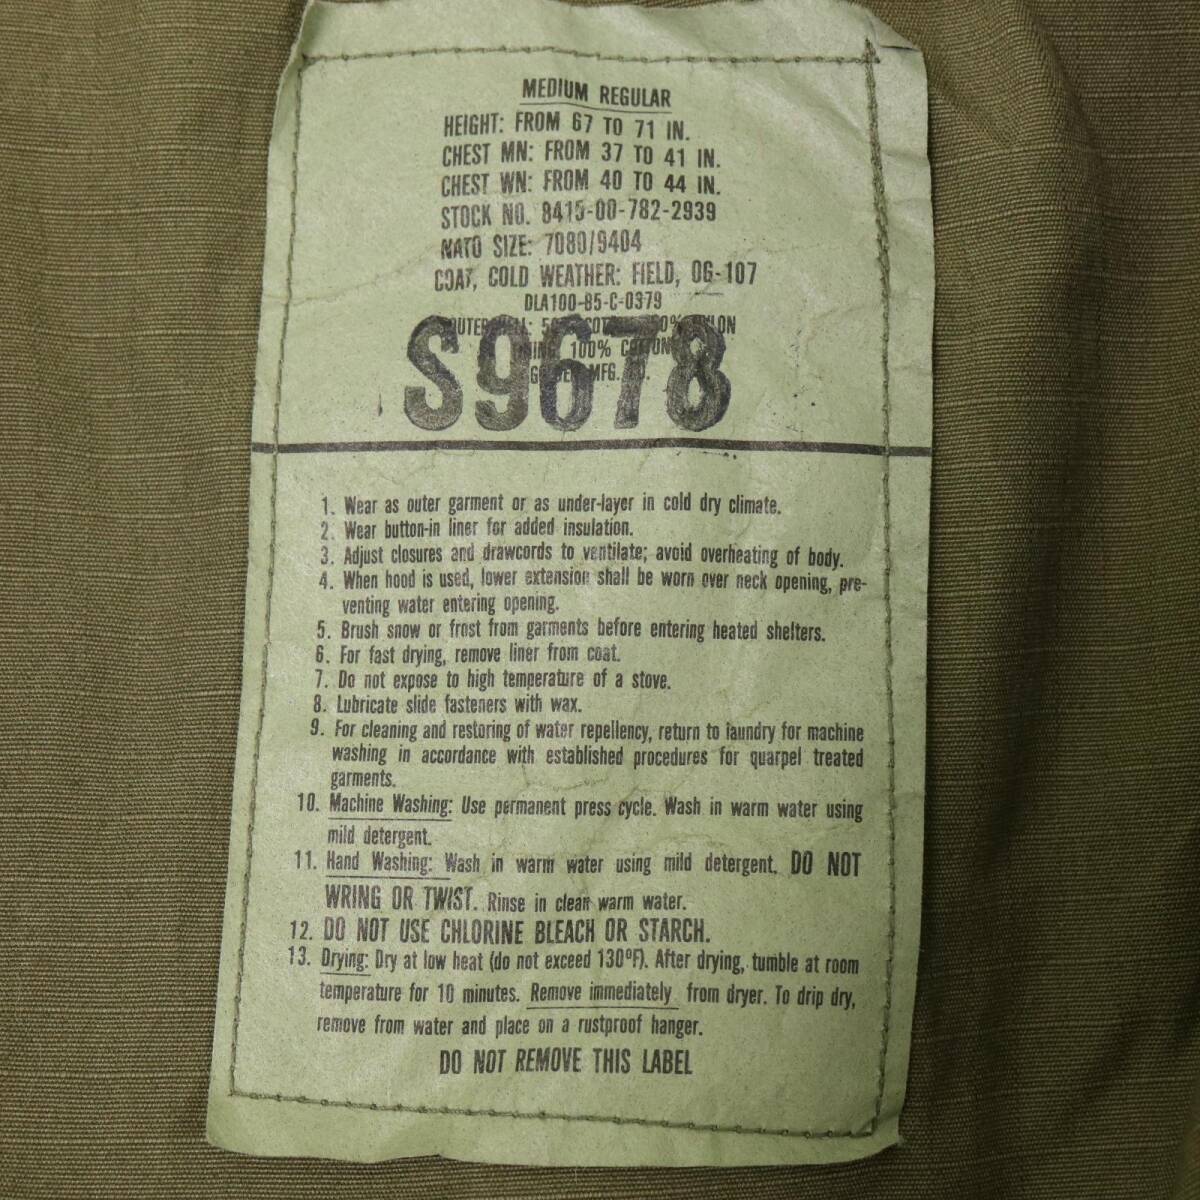 MEDIUM REGULAR
HEIGHT: FROM 67 TO 71 IN.
CHEST MN: FROM 37 TO 41 IN.
CHEST WN: FROM 40 TO 44 IN.
STOCK NO. 8415-00-782-2939
NATO SIZE: 7080/9404
COAT, COLD WEATHER: FIELD, OG-107
DLA100-85-C-0379
100% COTTON
MFG.
S9678
1. Wear as outer garment or as under-layer in cold dry climate.
2. Wear button-in liner for added insulation.
3. Adjust closures and drawcords to ventilate; avoid overheating of body.
4. When hood is used, lower extension shall be worn over neck opening, pre-
venting water entering opening.
5. Brush snow or frost from garments before entering heated shelters.
6. For fast drying, remove liner from coat.
7. Do not expose to high temperature of a stove.
8. Lubricate slide fasteners with wax.
9. For cleaning and restoring of water repellency, return to laundry for machine
washing in accordance with established procedures for quarpel treated
garments.
10. Machine Washing: Use permanent press cycle. Wash in warm water using
mild detergent.
11. Hand Washing: Wash in warm water using mild detergent. DO NOT
WRING OR TWIST. Rinse in clean warm water.
12. DO NOT USE CHLORINE BLEACH OR STARCH.
13. Drying: Dry at low heat (do not exceed 130°F). After drying, tumble at room
temperature for 10 minutes. Remove immediately from dryer. To drip dry,
remove from water and place on a rustproof hanger.
DO NOT REMOVE THIS LABEL